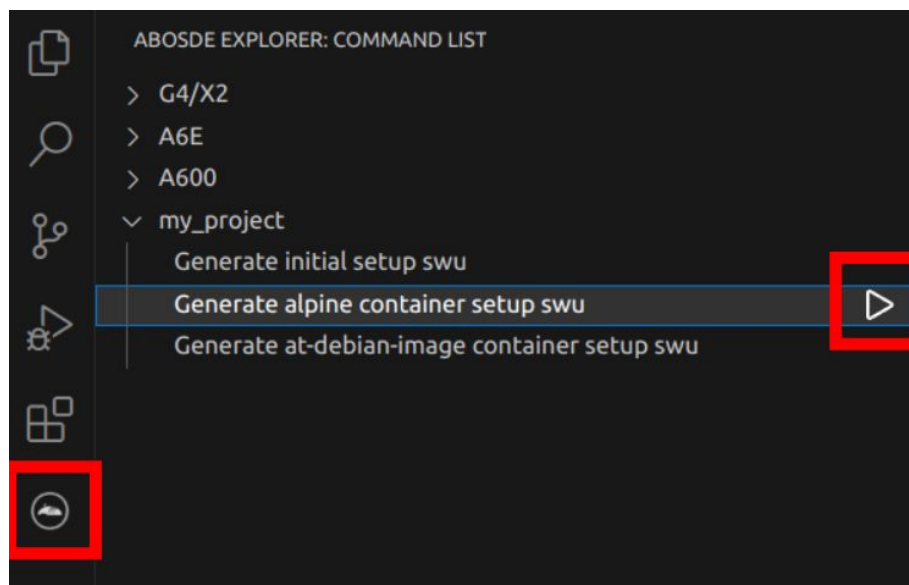 ABOSDE EXPLORER: COMMAND LIST
G4/X2
A6E
A600
my_project
Generate initial setup swu
Generate alpine container setup swu
Generate at-debian-image container setup swu